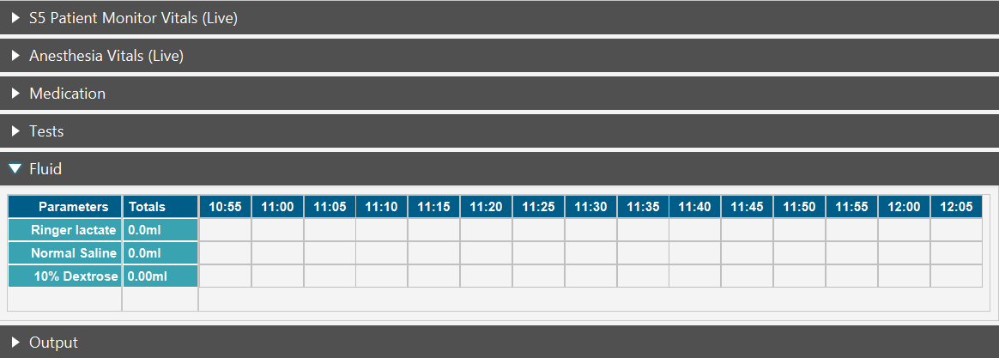 S5 Patient Monitor Vitals (Live)
Anesthesia Vitals (Live)
Medication
Tests
Fluid
Parameters Totals 10:55 11:00 11:05 11:10 11:15 11:20 11:25 11:30 11:35 11:40 11:45 11:50 11:55 12:00 12:05
Ringer lactate 0.0ml
Normal Saline 0.0ml
10% Dextrose 0.00ml
Output